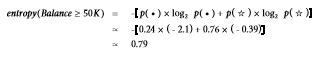 entropy(Balance ≥ 50K) = -[ p( • ) × log₂ p( • ) + p( ☆ ) × log₂ p( ☆ )]
≃ -[0.24 × ( - 2.1) + 0.76 × ( - 0.39)]
≃ 0.79